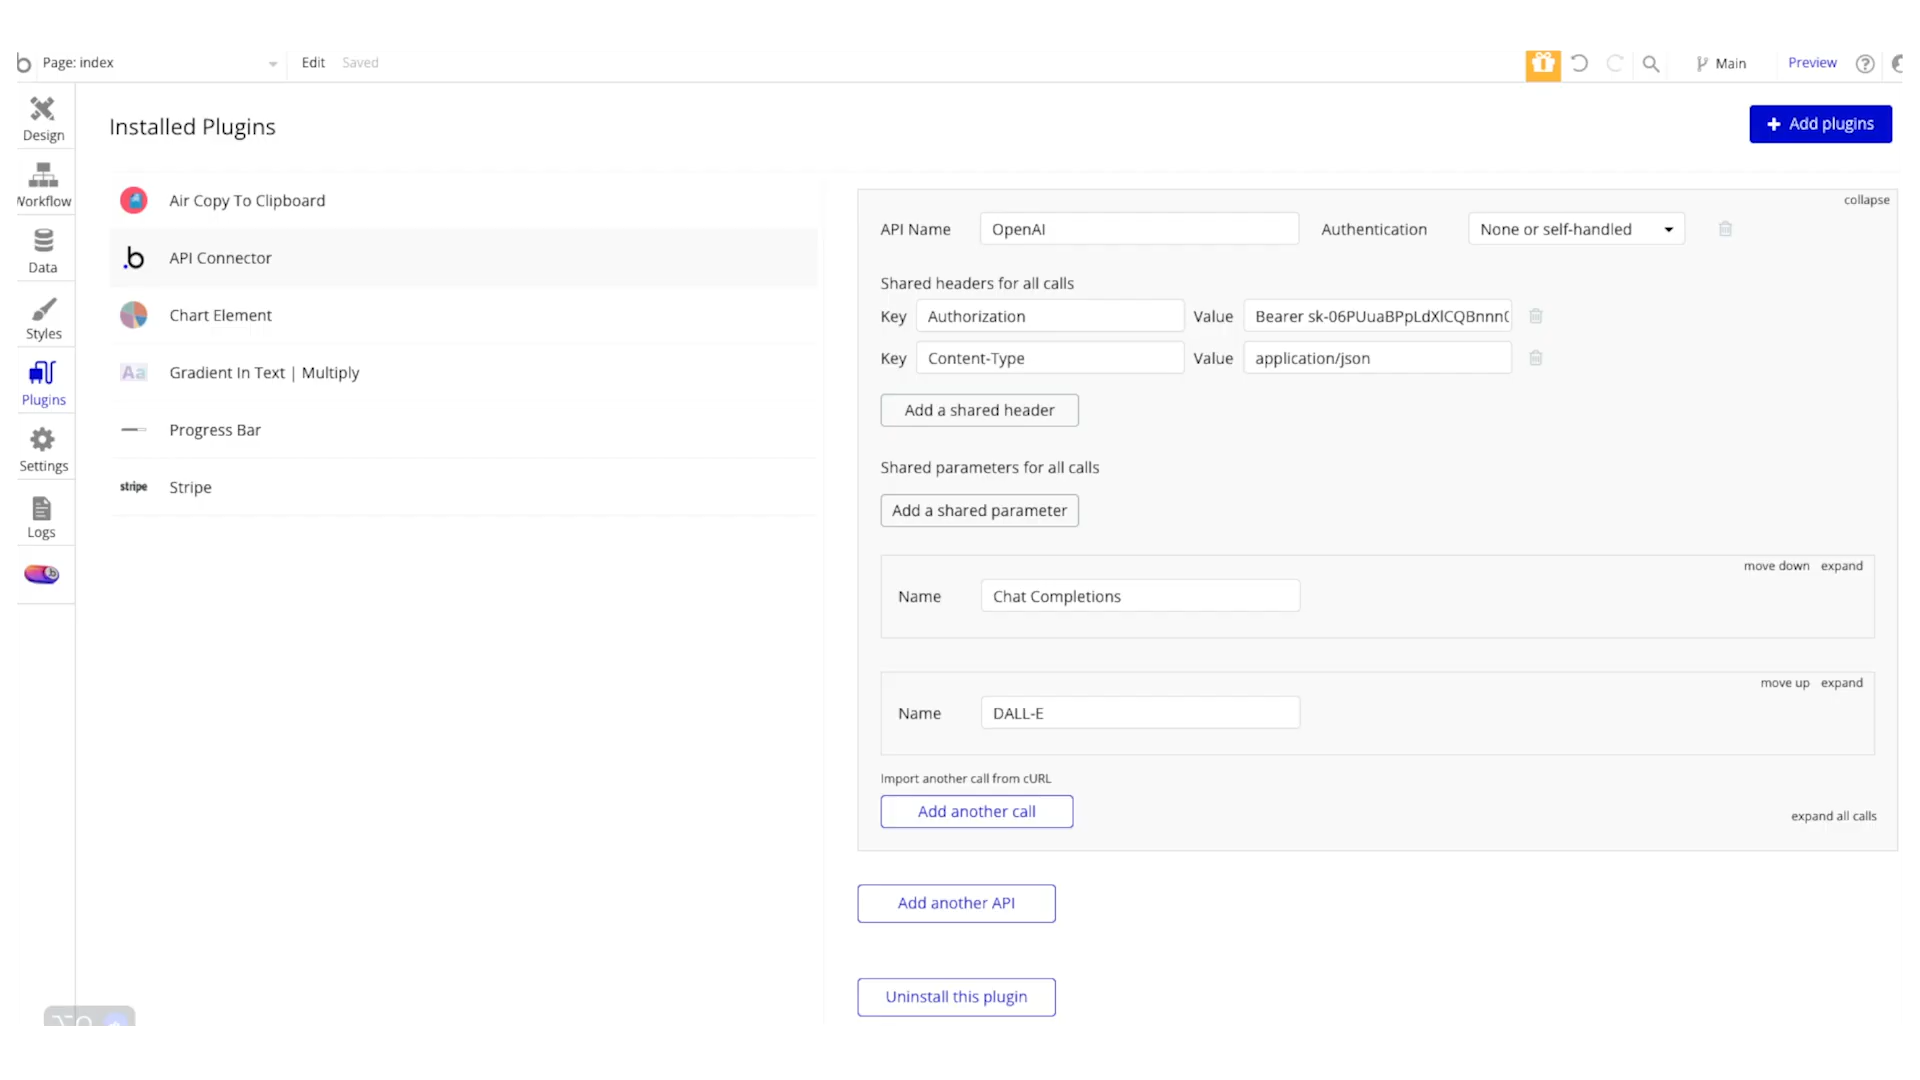 Page: index
Edit
Saved
Main
Preview
Design
Workflow
Data
Styles
Plugins
Settings
Logs
Installed Plugins
Add plugins
Air Copy To Clipboard
API Connector
Chart Element
Gradient In Text | Multiply
Progress Bar
stripe Stripe
collapse
API Name OpenAI Authentication None or self-handled
Shared headers for all calls
Key Authorization Value
Key Content-Type Value application/json
Add a shared header
Shared parameters for all calls
Add a shared parameter
move down expand
Name Chat Completions
move up expand
Name DALL-E
Import another call from cURL
Add another call
expand all calls
Add another API
Uninstall this plugin